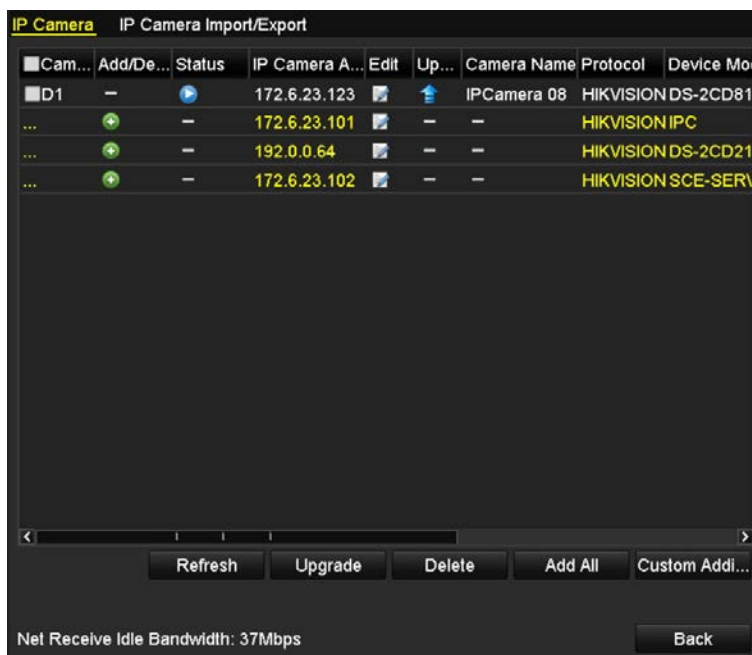 IP Camera IP Camera Import/Export
Cam... Add/De... Status IP Camera A... Edit Up... Camera Name Protocol Device Mo
D1 – 172.6.23.123 IPCamera 08 HIKVISION DS-2CD81
... – 172.6.23.101 – – HIKVISION IPC
... – 192.0.0.64 – – HIKVISION DS-2CD21
... – 172.6.23.102 – – HIKVISION SCE-SERV
Refresh Upgrade Delete Add All Custom Addi...
Net Receive Idle Bandwidth: 37Mbps Back